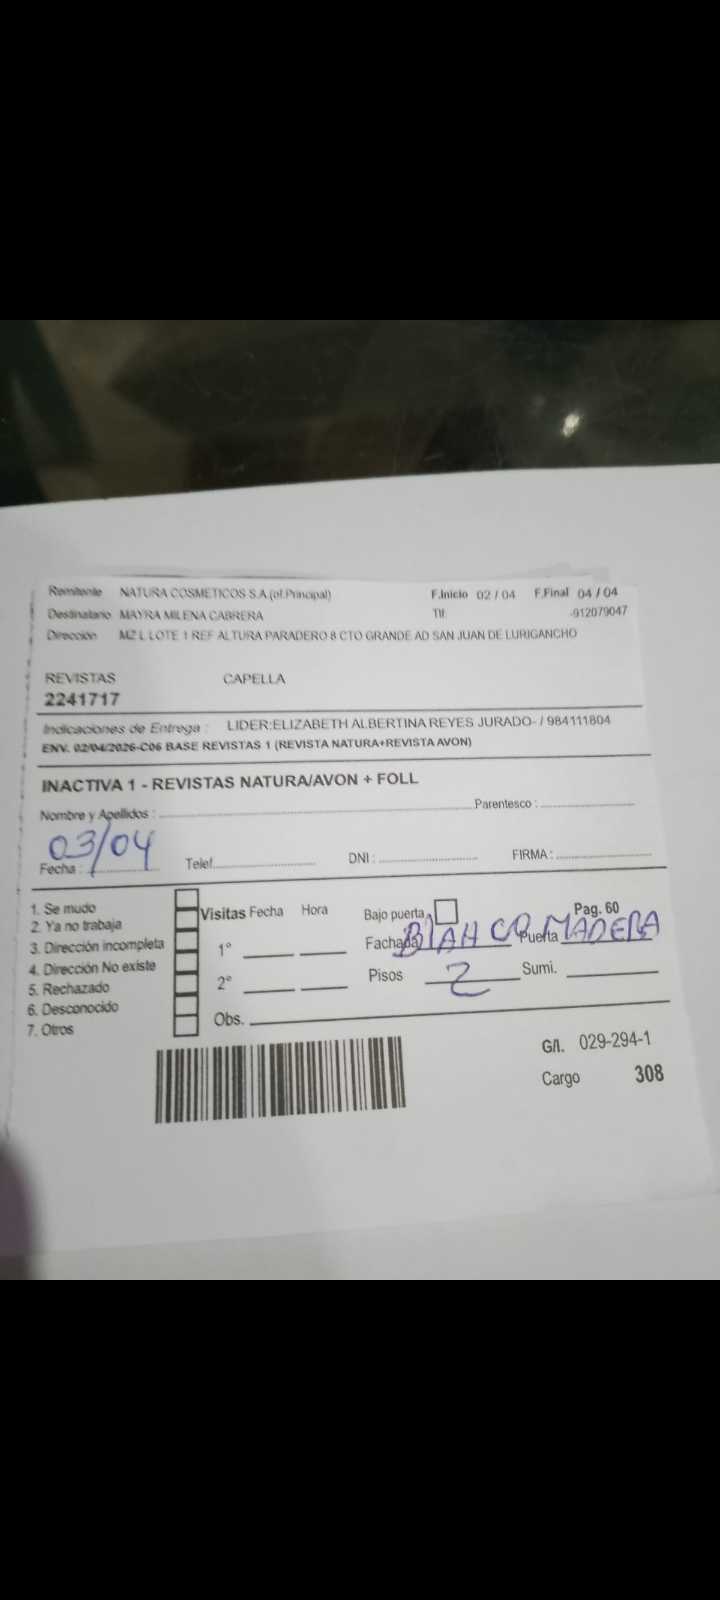 Remitente NATURA COSMETICOS S.A.(of.Principal) F.Inicio 02 / 04 F.Final 04 / 04
Destinatario MAYRA MILENA CABRERA Tlf. -912079047
Dirección MZ L LOTE 1 REF ALTURA PARADERO 8 CTO GRANDE AD SAN JUAN DE LURIGANCHO
REVISTAS CAPELLA
2241717
Indicaciones de Entrega : LIDER:ELIZABETH ALBERTINA REYES JURADO- / 984111804
ENV. 02/04/2026-C06 BASE REVISTAS 1 (REVISTA NATURA+REVISTA AVON)
INACTIVA 1 - REVISTAS NATURA/AVON + FOLL
Nombre y Apellidos : Parentesco :
03/04
Fecha : Telef. DNI : FIRMA :
1. Se mudo
2. Ya no trabaja
3. Dirección incompleta
4. Dirección No existe
5. Rechazado
6. Desconocido
7. Otros
Visitas Fecha Hora
1°
2°
Obs.
Bajo puerta Pag. 60
Fachada BLANCO Puerta MADERA
Pisos 2 Sumi.
G/l. 029-294-1
Cargo 308